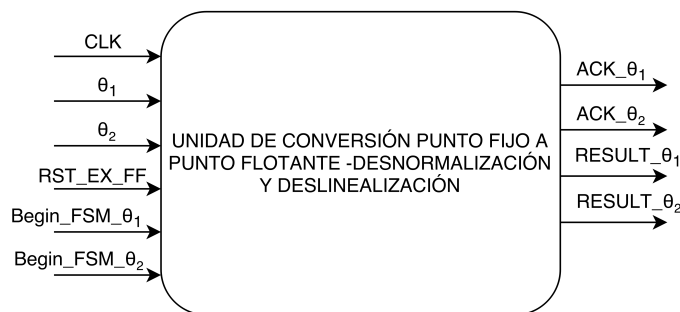 CLK
θ₁
θ₂
RST_EX_FF
Begin_FSM_θ₁
Begin_FSM_θ₂
UNIDAD DE CONVERSIÓN PUNTO FIJO A
PUNTO FLOTANTE -DESNORMALIZACIÓN
Y DESLINEALIZACIÓN
ACK_θ₁
ACK_θ₂
RESULT_θ₁
RESULT_θ₂